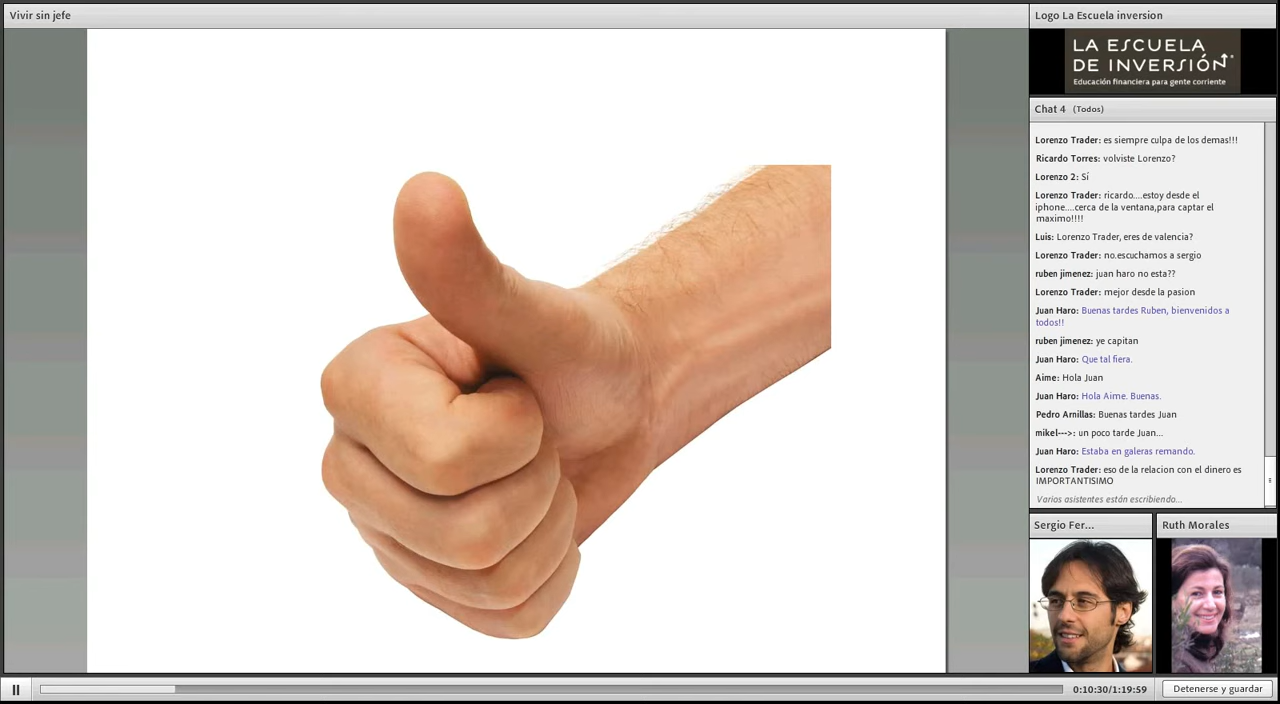 Vivir sin jefe
Logo La Escuela inversion
LA ESCUELA
DE INVERSIÓN
Educación financiera para gente corriente
Chat 4 (Todos)
Lorenzo Trader: es siempre culpa de los demas!!!
Ricardo Torres: volviste Lorenzo?
Lorenzo 2: Sí
Lorenzo Trader: ricardo....estoy desde el
iphone....cerca de la ventana,para captar el
maximo!!!!
Luis: Lorenzo Trader, eres de valencia?
Lorenzo Trader: no.escuchamos a sergio
ruben jimenez: juan haro no esta??
Lorenzo Trader: mejor desde la pasion
Juan Haro: Buenas tardes Ruben, bienvenidos a
todos!!
ruben jimenez: ye capitan
Juan Haro: Que tal fiera.
Aime: Hola Juan
Juan Haro: Hola Aime. Buenas.
Pedro Arnillas: Buenas tardes Juan
mikel--->: un poco tarde Juan...
Juan Haro: Estaba en galeras remando.
Lorenzo Trader: eso de la relacion con el dinero es
IMPORTANTISIMO
Varios asistentes están escribiendo...
Sergio Fer...
Ruth Morales
0:10:30/1:19:59
Detenerse y guardar